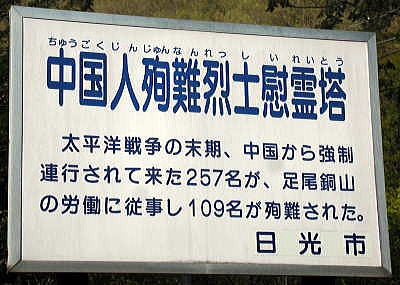 ちゅうごくじんじゅんなんれっしいれいとう
中国人殉難烈士慰霊塔
太平洋戦争の末期、中国から強制
連行されて来た257名が、足尾銅山
の労働に従事し109名が殉難された。
日光市